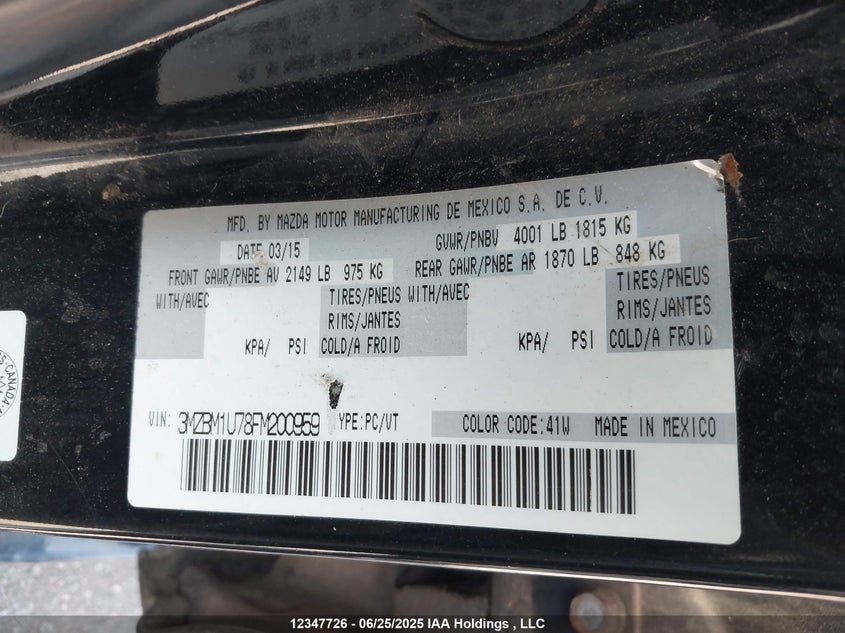 MFD. BY MAZDA MOTOR MANUFACTURING DE MEXICO S.A. DE C.V.
DATE 03/15 GVWR/PNBV 4001 LB 1815 KG
FRONT GAWR/PNBE AV 2149 LB 975 KG REAR GAWR/PNBE AR 1870 LB 848 KG
WITH/AVEC TIRES/PNEUS WITH/AVEC TIRES/PNEUS
RIMS/JANTES RIMS/JANTES
KPA/ PSI COLD/A FROID KPA/ PSI COLD/A FROID
VIN: 3MZBM1U78FM200959 YPE:PC/VT COLOR CODE:41W MADE IN MEXICO
CANADA
12347726 - 06/25/2025 IAA Holdings , LLC